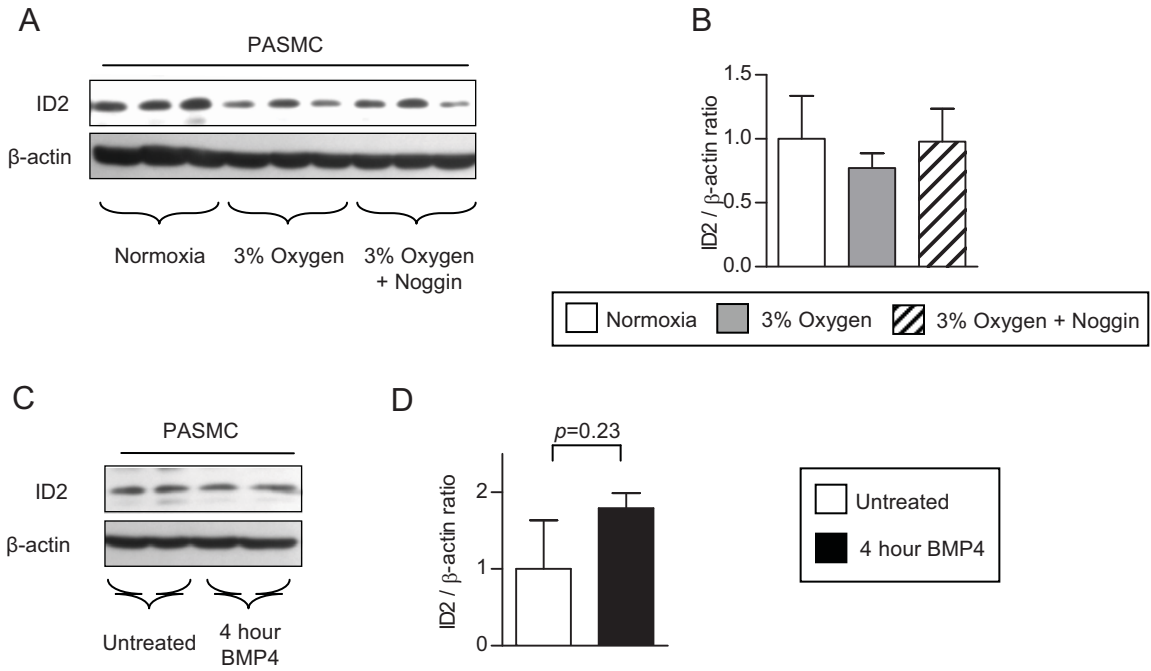 A
PASMC
ID2
β-actin
Normoxia
3% Oxygen
3% Oxygen
+ Noggin
B
ID2 / β-actin ratio
1.5
1.0
0.5
0.0
Normoxia
3% Oxygen
3% Oxygen + Noggin
C
PASMC
ID2
β-actin
Untreated
4 hour
BMP4
D
p=0.23
ID2 / β-actin ratio
2
1
0
Untreated
4 hour BMP4